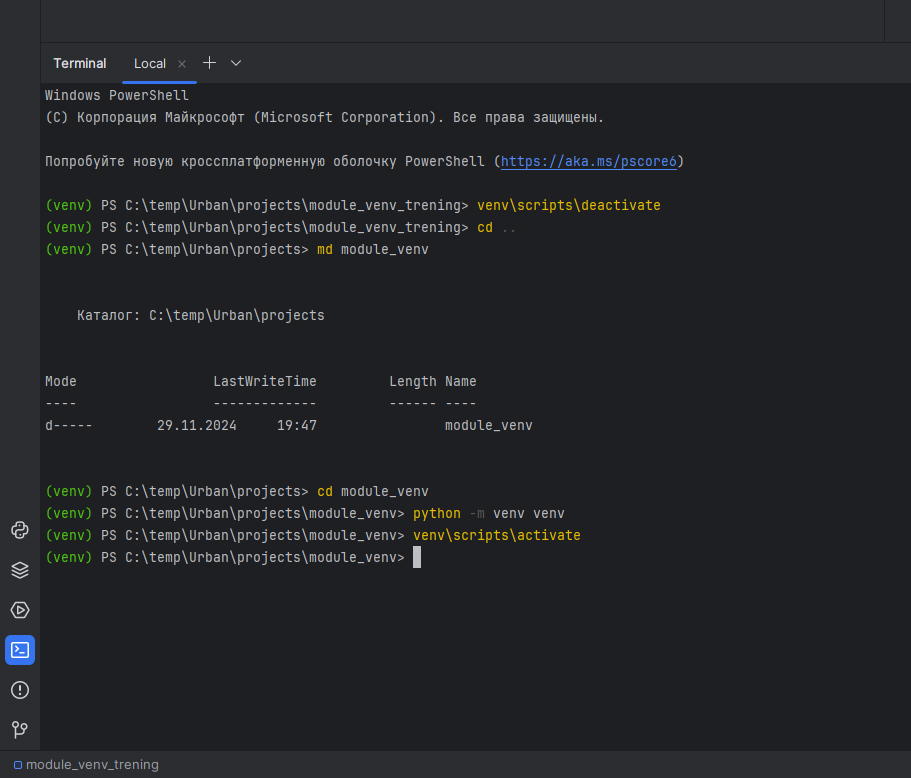 Terminal Local
Windows PowerShell
(C) Корпорация Майкрософт (Microsoft Corporation). Все права защищены.
Попробуйте новую кроссплатформенную оболочку PowerShell (https://aka.ms/pscore6)
(venv) PS C:\temp\Urban\projects\module_venv_trening> venv\scripts\deactivate
(venv) PS C:\temp\Urban\projects\module_venv_trening> cd ..
(venv) PS C:\temp\Urban\projects> md module_venv
Каталог: C:\temp\Urban\projects
Mode LastWriteTime Length Name
---- ------------- ------ ----
d----- 29.11.2024 19:47 module_venv
(venv) PS C:\temp\Urban\projects> cd module_venv
(venv) PS C:\temp\Urban\projects\module_venv> python -m venv venv
(venv) PS C:\temp\Urban\projects\module_venv> venv\scripts\activate
(venv) PS C:\temp\Urban\projects\module_venv>
module_venv_trening